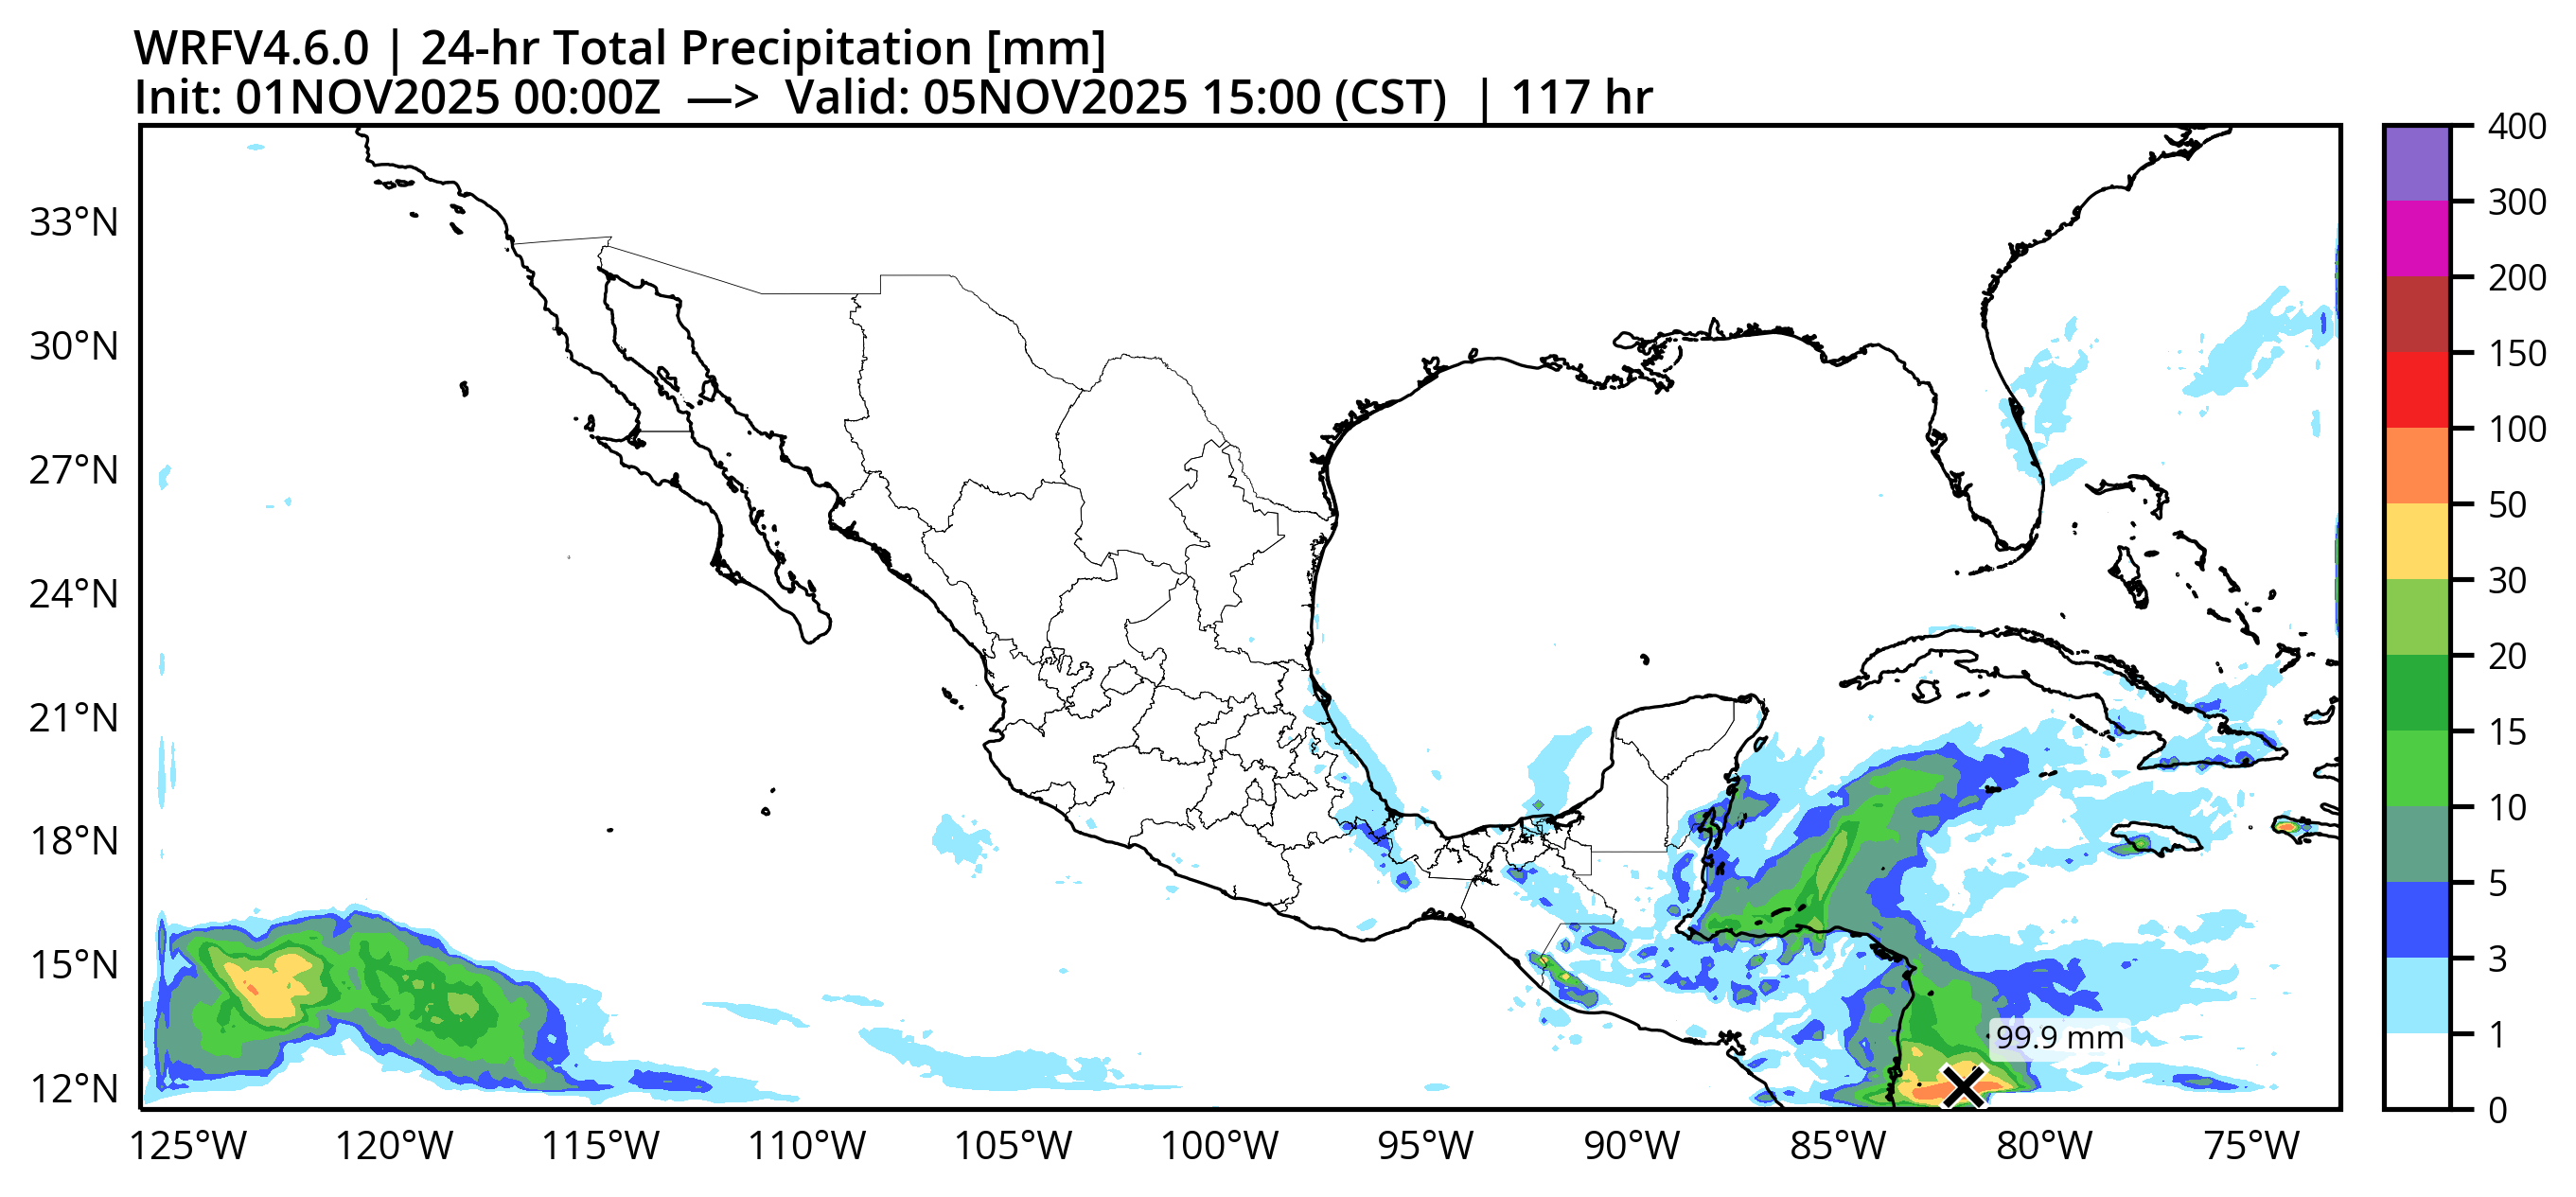 WRFV4.6.0 | 24-hr Total Precipitation [mm]
Init: 01NOV2025 00:00Z —> Valid: 05NOV2025 15:00 (CST) | 117 hr
33°N
30°N
27°N
24°N
21°N
18°N
15°N
12°N
99.9 mm
125°W 120°W 115°W 110°W 105°W 100°W 95°W 90°W 85°W 80°W 75°W
400
300
200
150
100
50
30
20
15
10
5
3
1
0